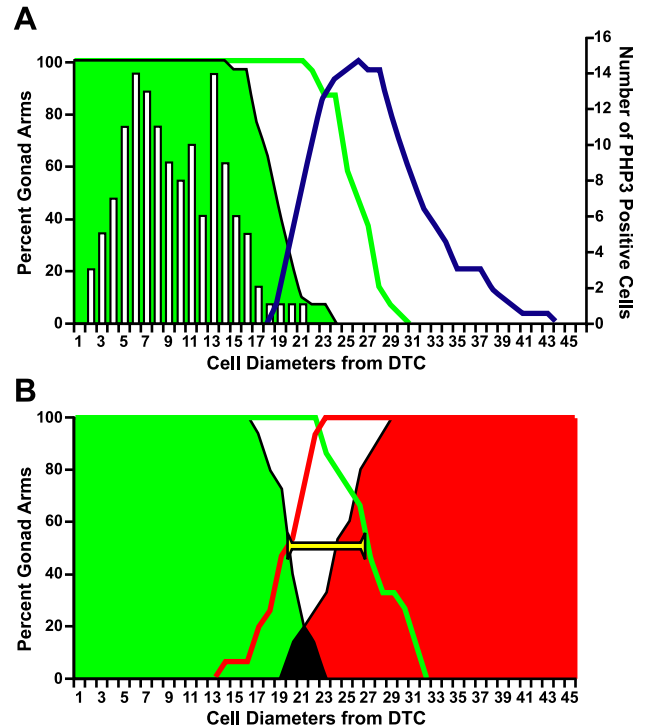 A
Percent Gonad Arms
100
80
60
40
20
0
16
14
12
10
8
6
4
2
0
Number of PHP3 Positive Cells
1 3 5 7 9 11 13 15 17 19 21 23 25 27 29 31 33 35 37 39 41 43 45
Cell Diameters from DTC
B
Percent Gonad Arms
100
80
60
40
20
0
1 3 5 7 9 11 13 15 17 19 21 23 25 27 29 31 33 35 37 39 41 43 45
Cell Diameters from DTC